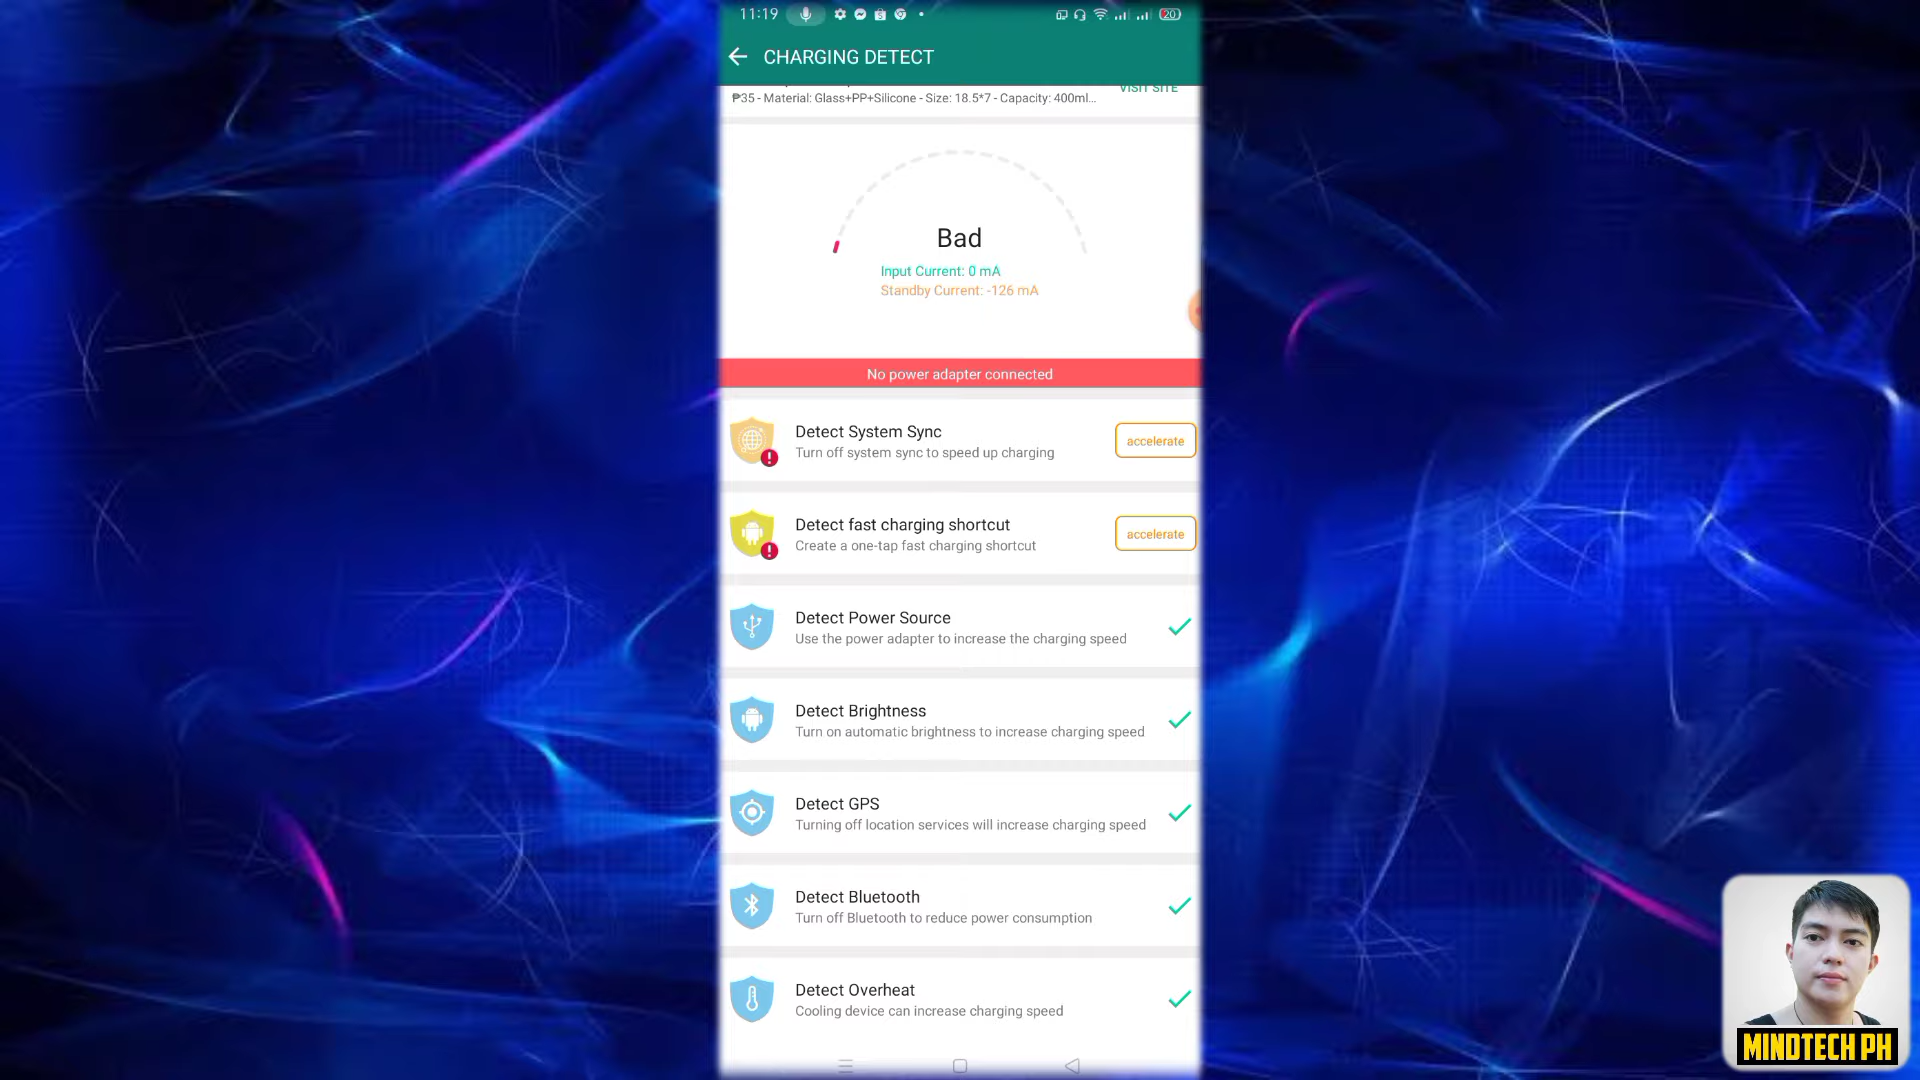 11:19
20
CHARGING DETECT
VISIT SITE
₱35 - Material: Glass+PP+Silicone - Size: 18.5*7 - Capacity: 400ml...
Bad
Input Current: 0 mA
Standby Current: -126 mA
No power adapter connected
Detect System Sync
Turn off system sync to speed up charging
accelerate
Detect fast charging shortcut
Create a one-tap fast charging shortcut
accelerate
Detect Power Source
Use the power adapter to increase the charging speed
Detect Brightness
Turn on automatic brightness to increase charging speed
Detect GPS
Turning off location services will increase charging speed
Detect Bluetooth
Turn off Bluetooth to reduce power consumption
Detect Overheat
Cooling device can increase charging speed
MINDTECH PH